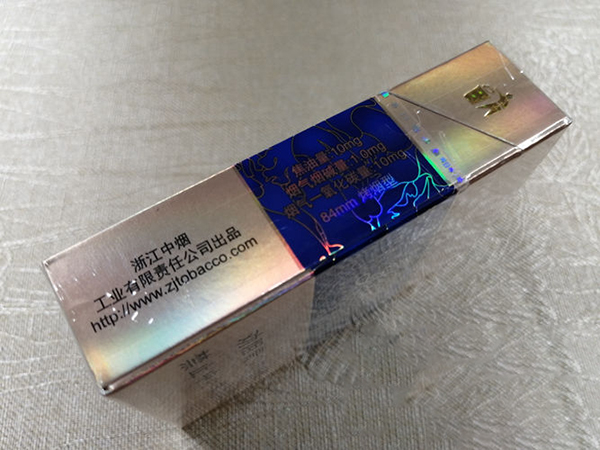 焦油量:10mg
烟气烟碱量:1.0mg
烟气一氧化碳量:10mg
84mm 烤烟型
浙江中烟
工业有限责任公司出品
http://www.zjtobacco.com